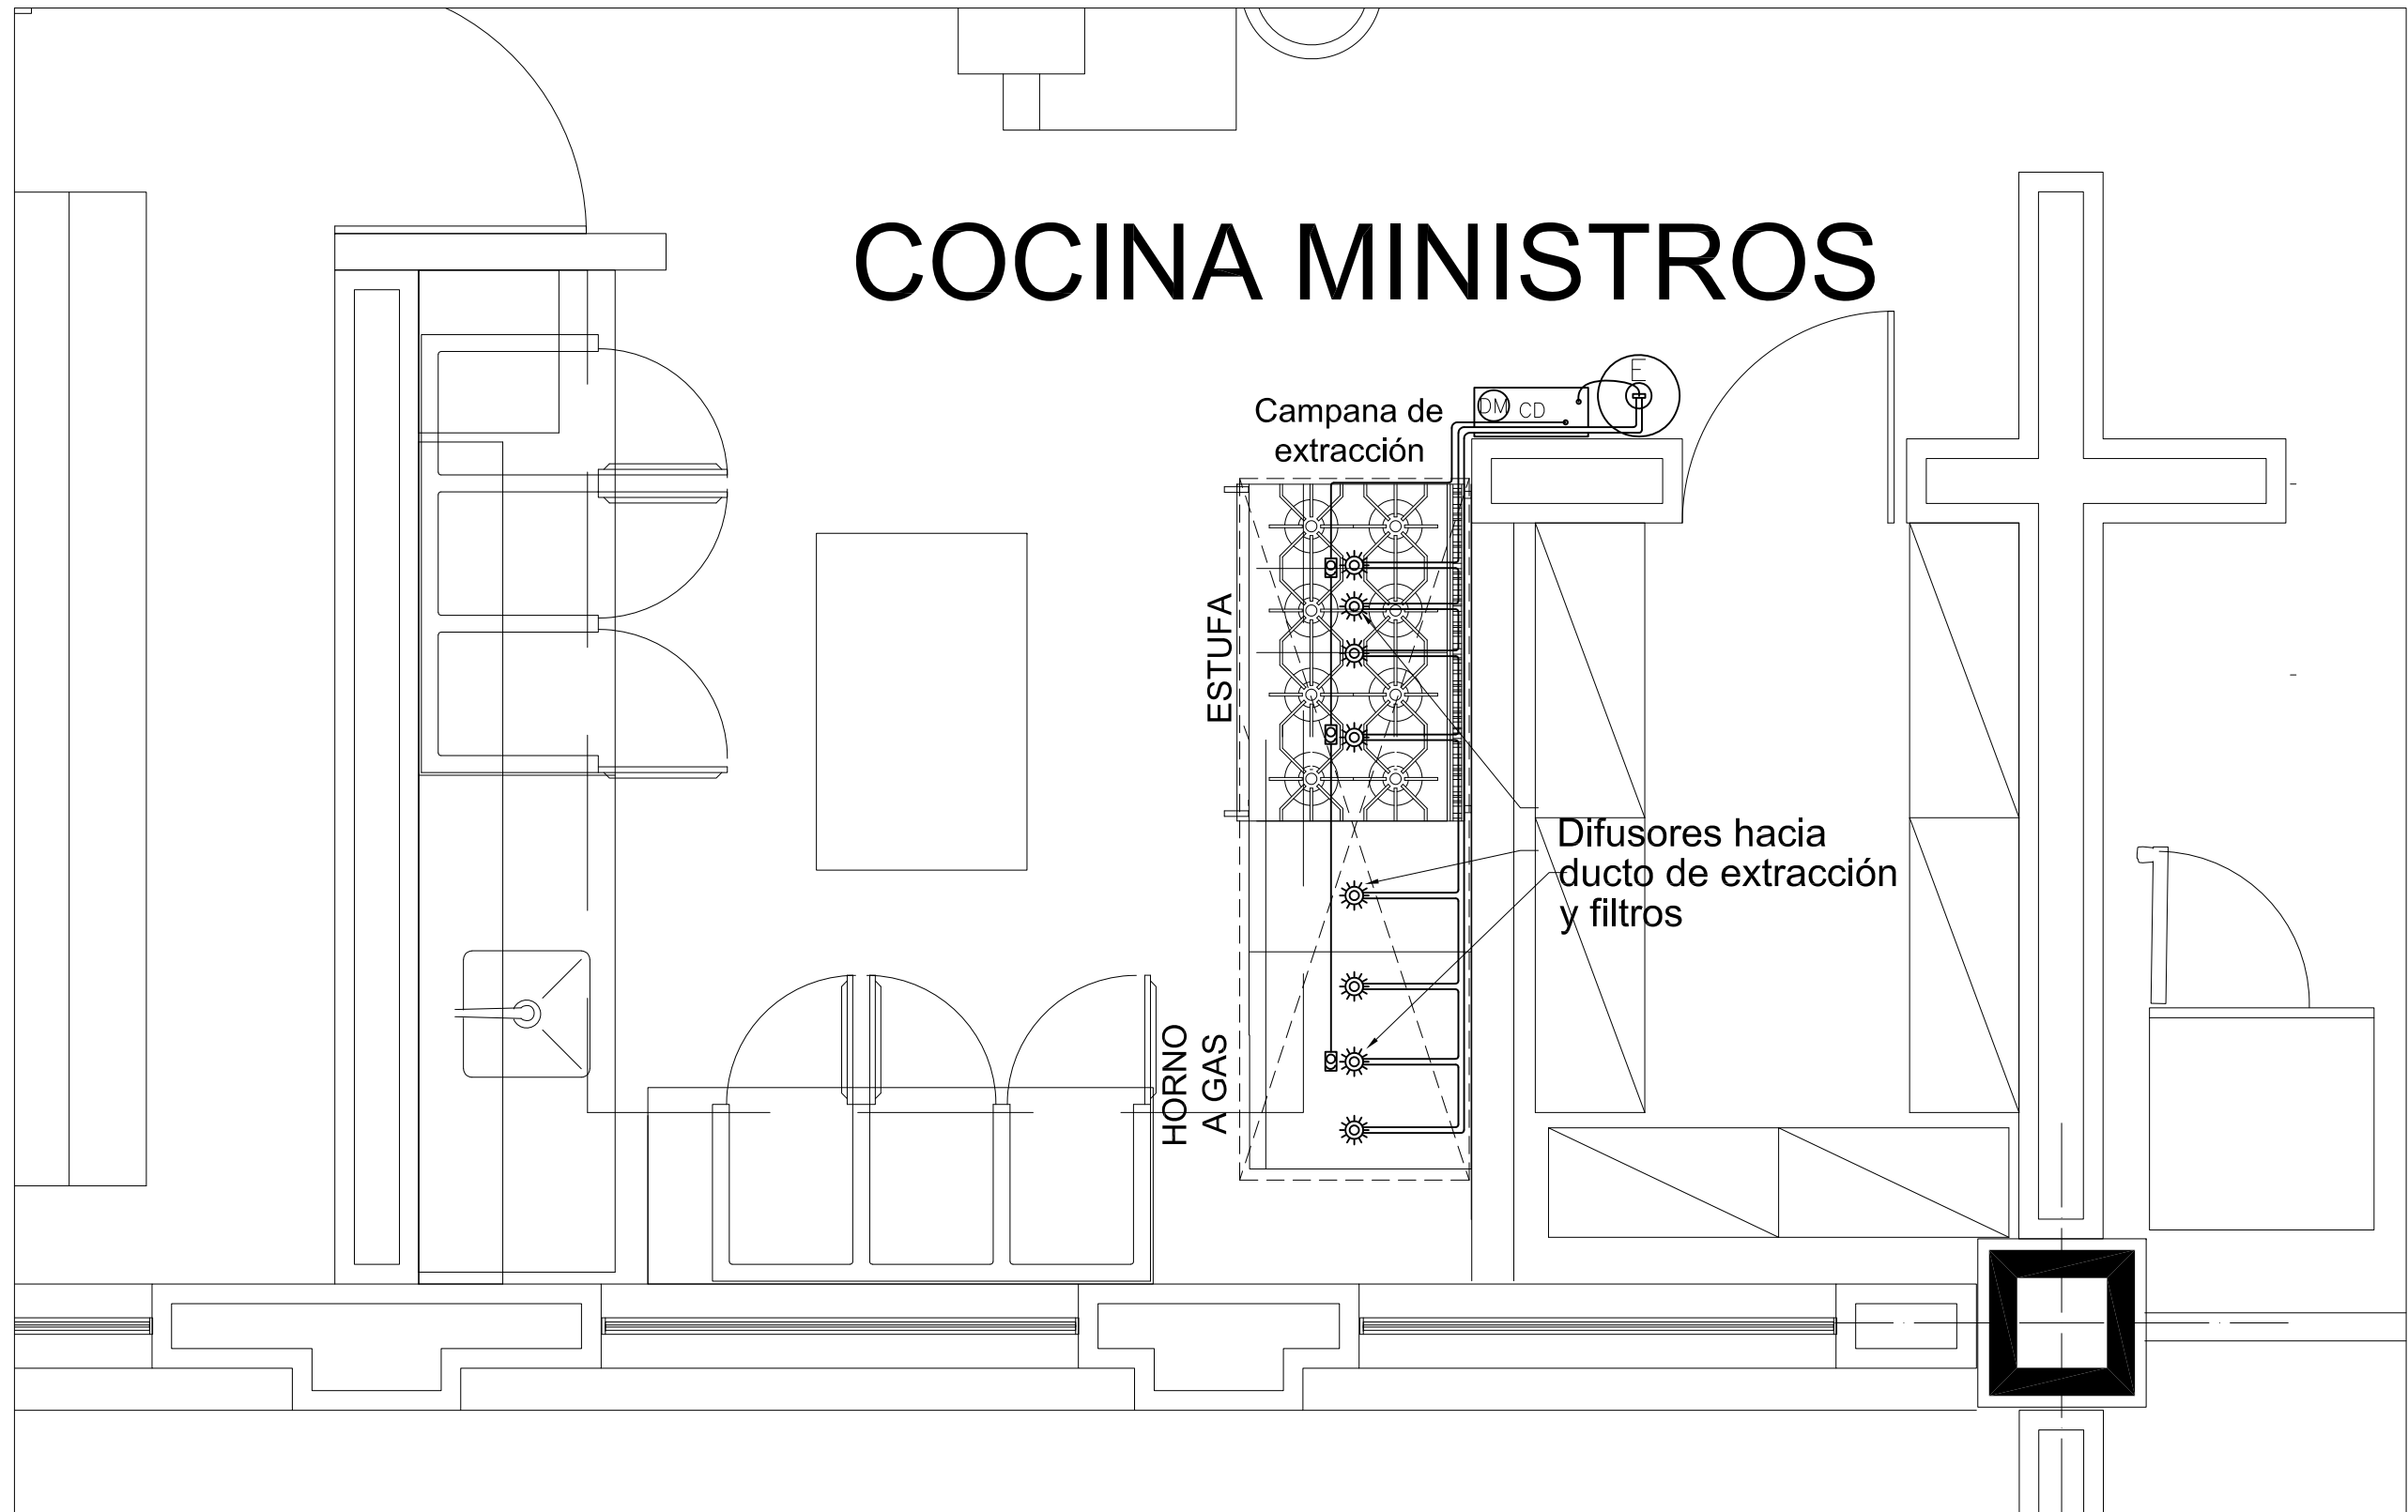 COCINA MINISTROS
E
DM CD
Campana de
extracción
ESTUFA
Difusores hacia
ducto de extracción
y filtros
HORNO
A GAS